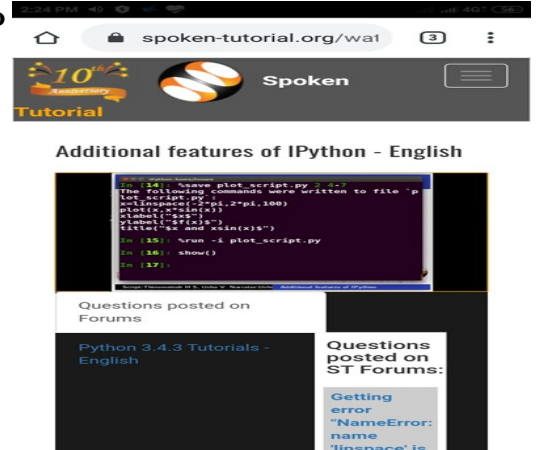 2:24 PM
4G+ 56
spoken-tutorial.org/wat
3
10th
Anniversary
Spoken
Tutorial
Additional features of IPython - English
In [14]: %save plot_script.py 2 4-7
The following commands were written to file `p
lot_script.py`:
x=linspace(-2*pi,2*pi,100)
plot(x,x*sin(x))
xlabel("$x$")
ylabel("$f(x)$")
title("$x and xsin(x)$")
In [15]: %run -i plot_script.py
In [16]: show()
In [17]:
Additional features of IPython
Questions posted on
Forums
Python 3.4.3 Tutorials -
English
Questions
posted on
ST Forums:
Getting
error
"NameError:
name
'linspace' is